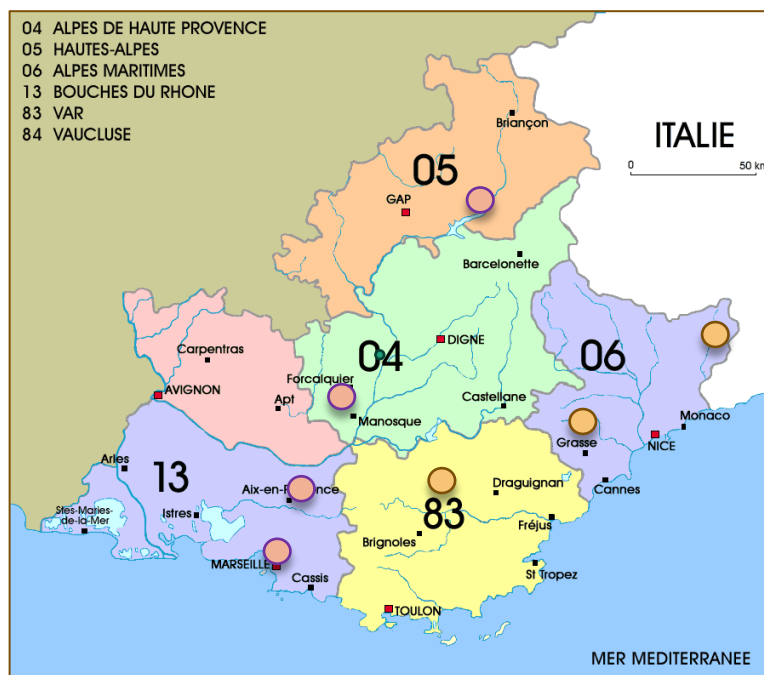 04 ALPES DE HAUTE PROVENCE
05 HAUTES-ALPES
06 ALPES MARITIMES
13 BOUCHES DU RHONE
83 VAR
84 VAUCLUSE
Briançon
ITALIE
0 50 km
05
GAP
Barcelonette
DIGNE
04
06
Carpentras
Forcalquier
AVIGNON
Apt
Castellane
Manosque
Monaco
Grasse
NICE
Arles
13
Draguignan
Cannes
Stes-Maries-
de-la-Mer
Istres
83
Fréjus
Brignoles
MARSEILLE
Cassis
St Tropez
TOULON
MER MEDITERRANEE